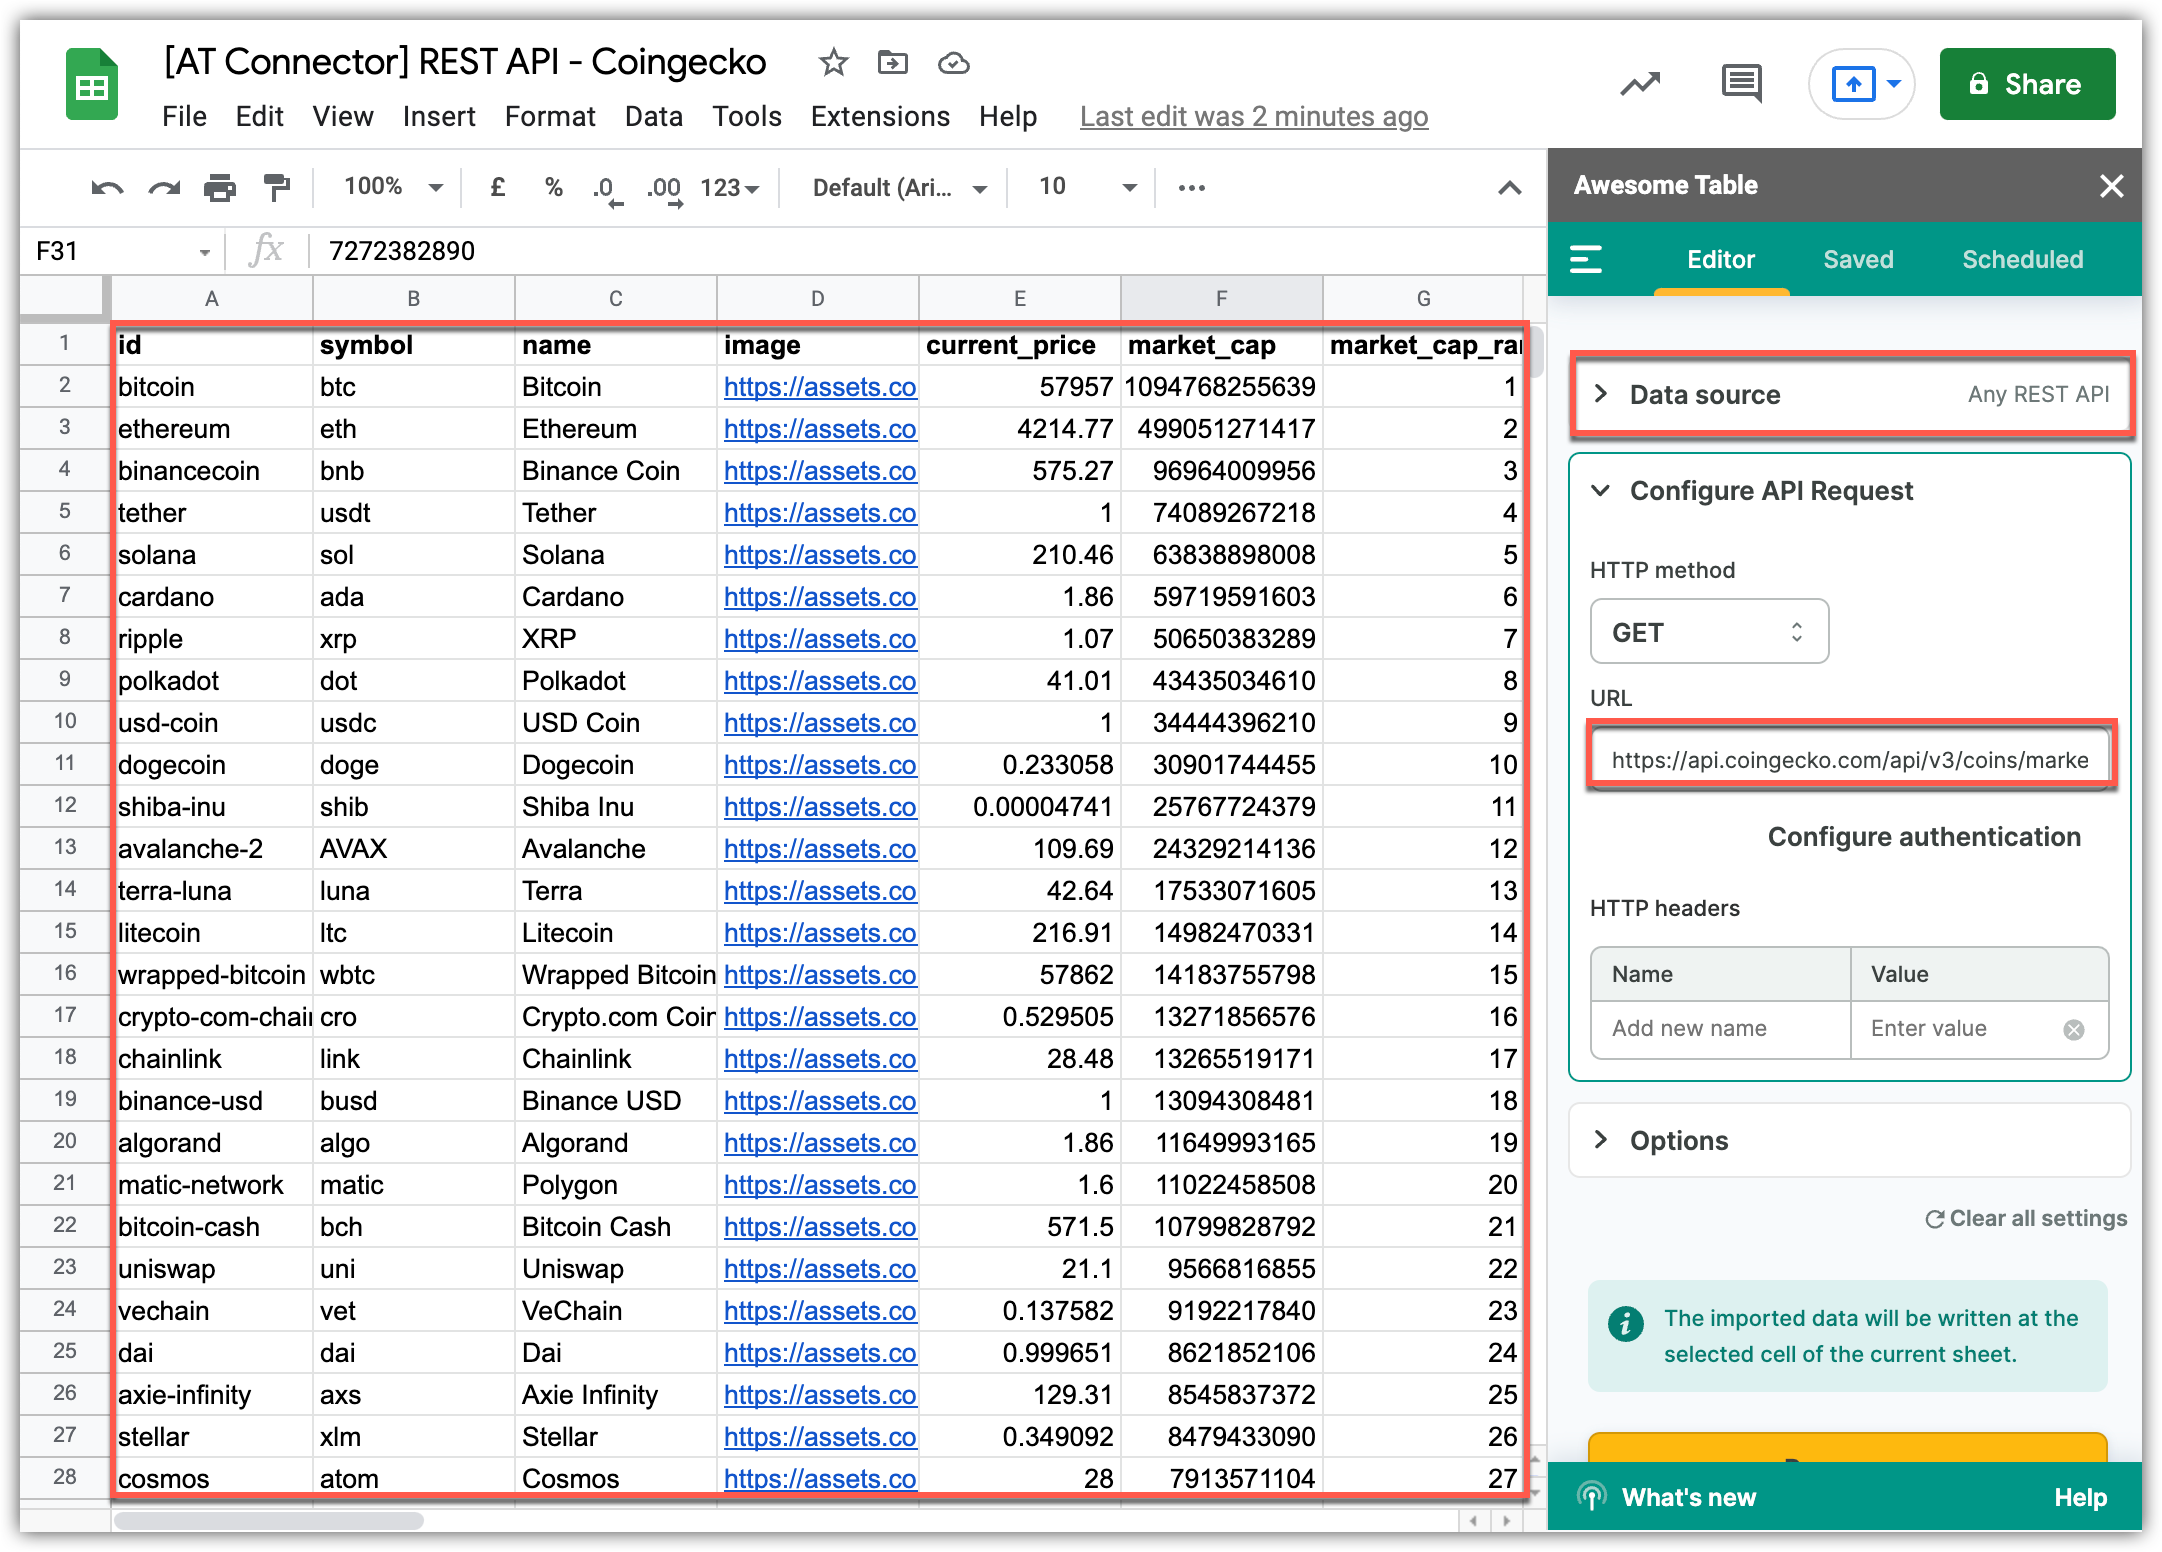 [AT Connector] REST API - Coingecko
File Edit View Insert Format Data Tools Extensions Help Last edit was 2 minutes ago
Share
100% £ % .0 .00 123 Default (Ari... 10
F31 fx 7272382890
A B C D E F G
1 id symbol name image current_price market_cap market_cap_ra
2 bitcoin btc Bitcoin https://assets.co 57957 1094768255639 1
3 ethereum eth Ethereum https://assets.co 4214.77 499051271417 2
4 binancecoin bnb Binance Coin https://assets.co 575.27 96964009956 3
5 tether usdt Tether https://assets.co 1 74089267218 4
6 solana sol Solana https://assets.co 210.46 63838898008 5
7 cardano ada Cardano https://assets.co 1.86 59719591603 6
8 ripple xrp XRP https://assets.co 1.07 50650383289 7
9 polkadot dot Polkadot https://assets.co 41.01 43435034610 8
10 usd-coin usdc USD Coin https://assets.co 1 34444396210 9
11 dogecoin doge Dogecoin https://assets.co 0.233058 30901744455 10
12 shiba-inu shib Shiba Inu https://assets.co 0.00004741 25767724379 11
13 avalanche-2 AVAX Avalanche https://assets.co 109.69 24329214136 12
14 terra-luna luna Terra https://assets.co 42.64 17533071605 13
15 litecoin ltc Litecoin https://assets.co 216.91 14982470331 14
16 wrapped-bitcoin wbtc Wrapped Bitcoin https://assets.co 57862 14183755798 15
17 crypto-com-chai cro Crypto.com Coi https://assets.co 0.529505 13271856576 16
18 chainlink link Chainlink https://assets.co 28.48 13265519171 17
19 binance-usd busd Binance USD https://assets.co 1 13094308481 18
20 algorand algo Algorand https://assets.co 1.86 11649993165 19
21 matic-network matic Polygon https://assets.co 1.6 11022458508 20
22 bitcoin-cash bch Bitcoin Cash https://assets.co 571.5 10799828792 21
23 uniswap uni Uniswap https://assets.co 21.1 9566816855 22
24 vechain vet VeChain https://assets.co 0.137582 9192217840 23
25 dai dai Dai https://assets.co 0.999651 8621852106 24
26 axie-infinity axs Axie Infinity https://assets.co 129.31 8545837372 25
27 stellar xlm Stellar https://assets.co 0.349092 8479433090 26
28 cosmos atom Cosmos https://assets.co 28 7913571104 27
Awesome Table
Editor Saved Scheduled
Data source Any REST API
Configure API Request
HTTP method
GET
URL
https://api.coingecko.com/api/v3/coins/marke
Configure authentication
HTTP headers
Name Value
Add new name Enter value
Options
Clear all settings
The imported data will be written at the
selected cell of the current sheet.
What's new Help